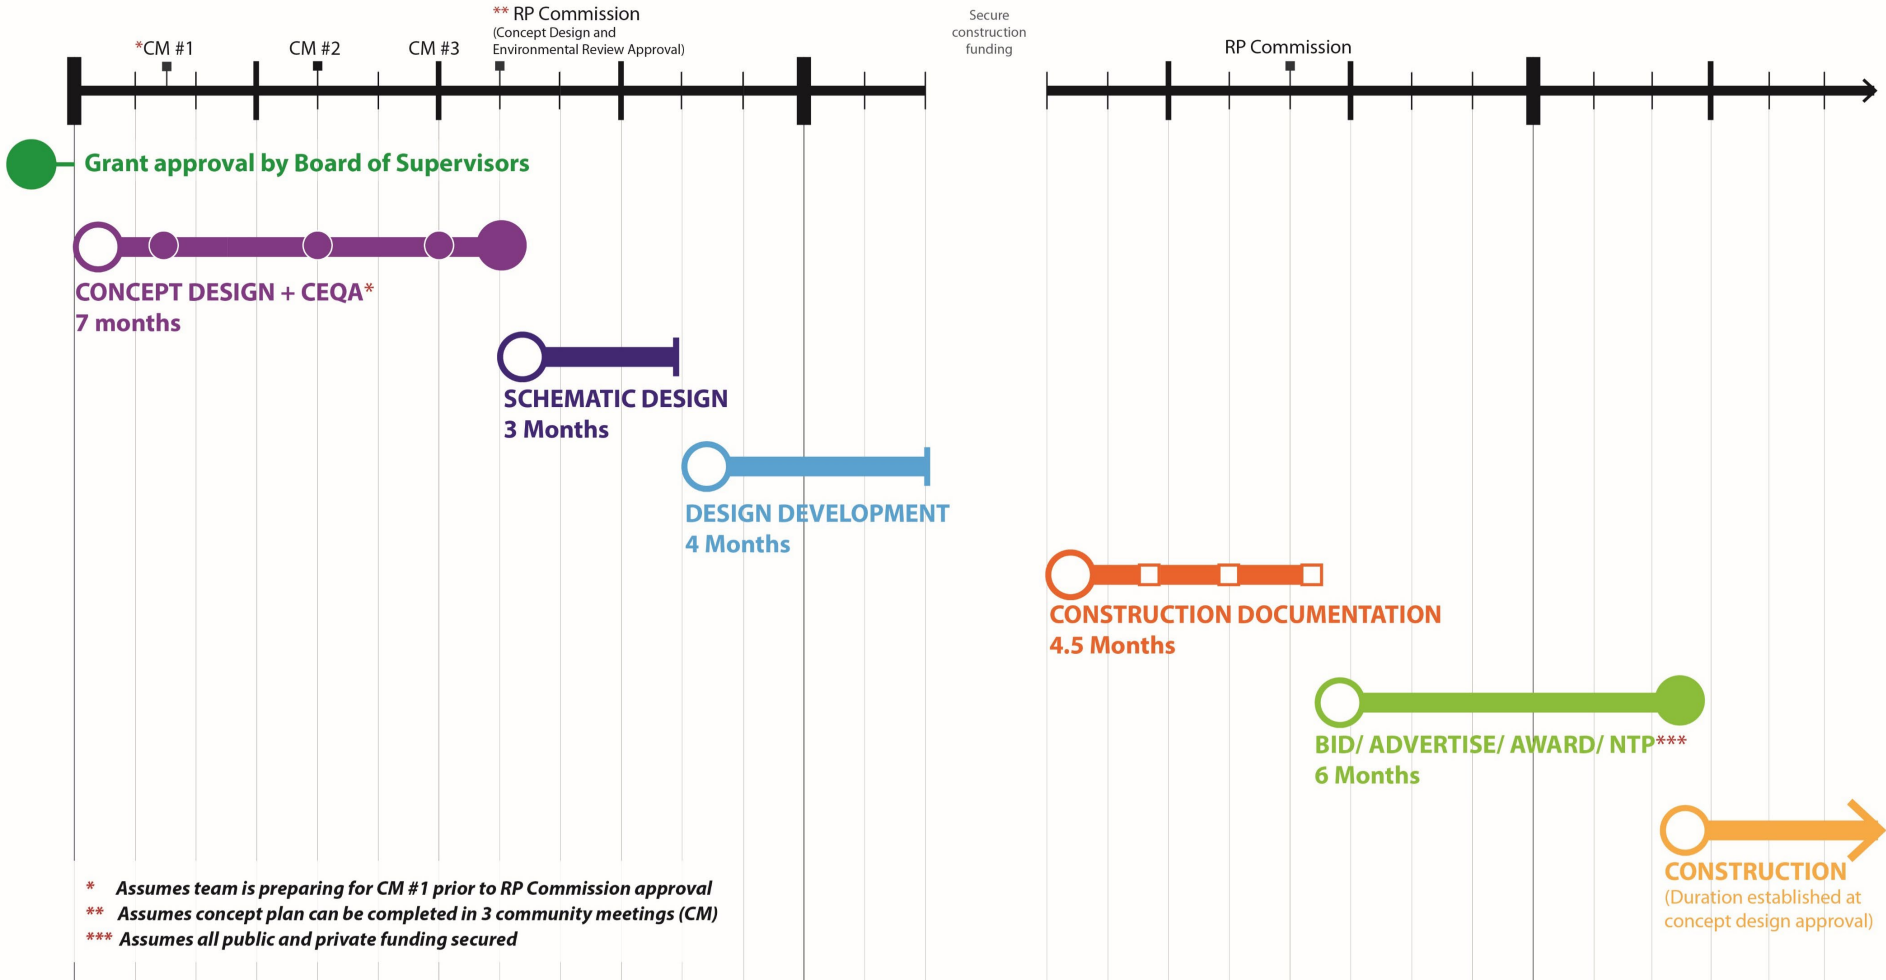 ** RP Commission
(Concept Design and
Environmental Review Approval)
*CM #1
CM #2
CM #3
Secure
construction
funding
RP Commission
Grant approval by Board of Supervisors
CONCEPT DESIGN + CEQA*
7 months
SCHEMATIC DESIGN
3 Months
DESIGN DEVELOPMENT
4 Months
CONSTRUCTION DOCUMENTATION
4.5 Months
BID/ ADVERTISE/ AWARD/ NTP***
6 Months
CONSTRUCTION
(Duration established at
concept design approval)
* Assumes team is preparing for CM #1 prior to RP Commission approval
** Assumes concept plan can be completed in 3 community meetings (CM)
*** Assumes all public and private funding secured